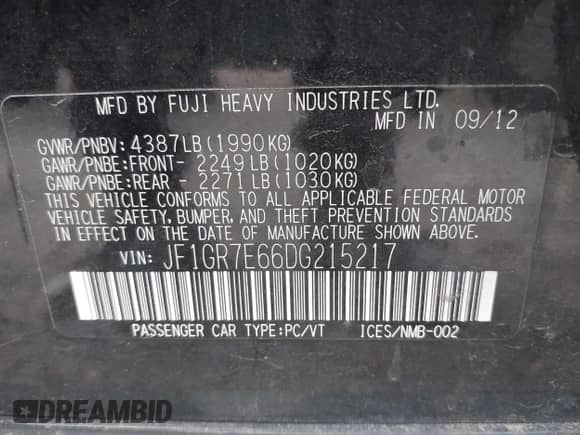 MFD BY FUJI HEAVY INDUSTRIES LTD.
MFD IN 09/12
GVWR/PNBV: 4387LB(1990KG)
GAWR/PNBE:FRONT- 2249LB(1020KG)
GAWR/PNBE:REAR - 2271LB(1030KG)
THIS VEHICLE CONFORMS TO ALL APPLICABLE FEDERAL MOTOR
VEHICLE SAFETY, BUMPER, AND THEFT PREVENTION STANDARDS
IN EFFECT ON THE DATE OF MANUFACTURE SHOWN ABOVE.
VIN: JF1GR7E66DG215217
PASSENGER CAR TYPE:PC/VT ICES/NMB-002
DREAMBID